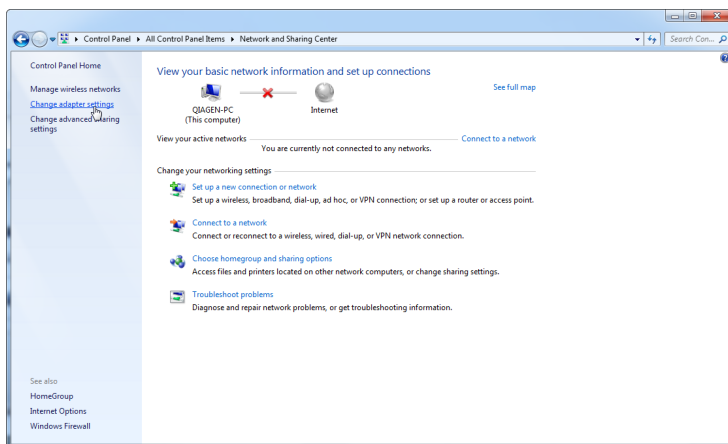 Control Panel ▸ All Control Panel Items ▸ Network and Sharing Center
Search Con...
Control Panel Home
Manage wireless networks
Change adapter settings
Change advanced sharing
settings
View your basic network information and set up connections
See full map
QIAGEN-PC
(This computer)
Internet
View your active networks
Connect to a network
You are currently not connected to any networks.
Change your networking settings
Set up a new connection or network
Set up a wireless, broadband, dial-up, ad hoc, or VPN connection; or set up a router or access point.
Connect to a network
Connect or reconnect to a wireless, wired, dial-up, or VPN network connection.
Choose homegroup and sharing options
Access files and printers located on other network computers, or change sharing settings.
Troubleshoot problems
Diagnose and repair network problems, or get troubleshooting information.
See also
HomeGroup
Internet Options
Windows Firewall